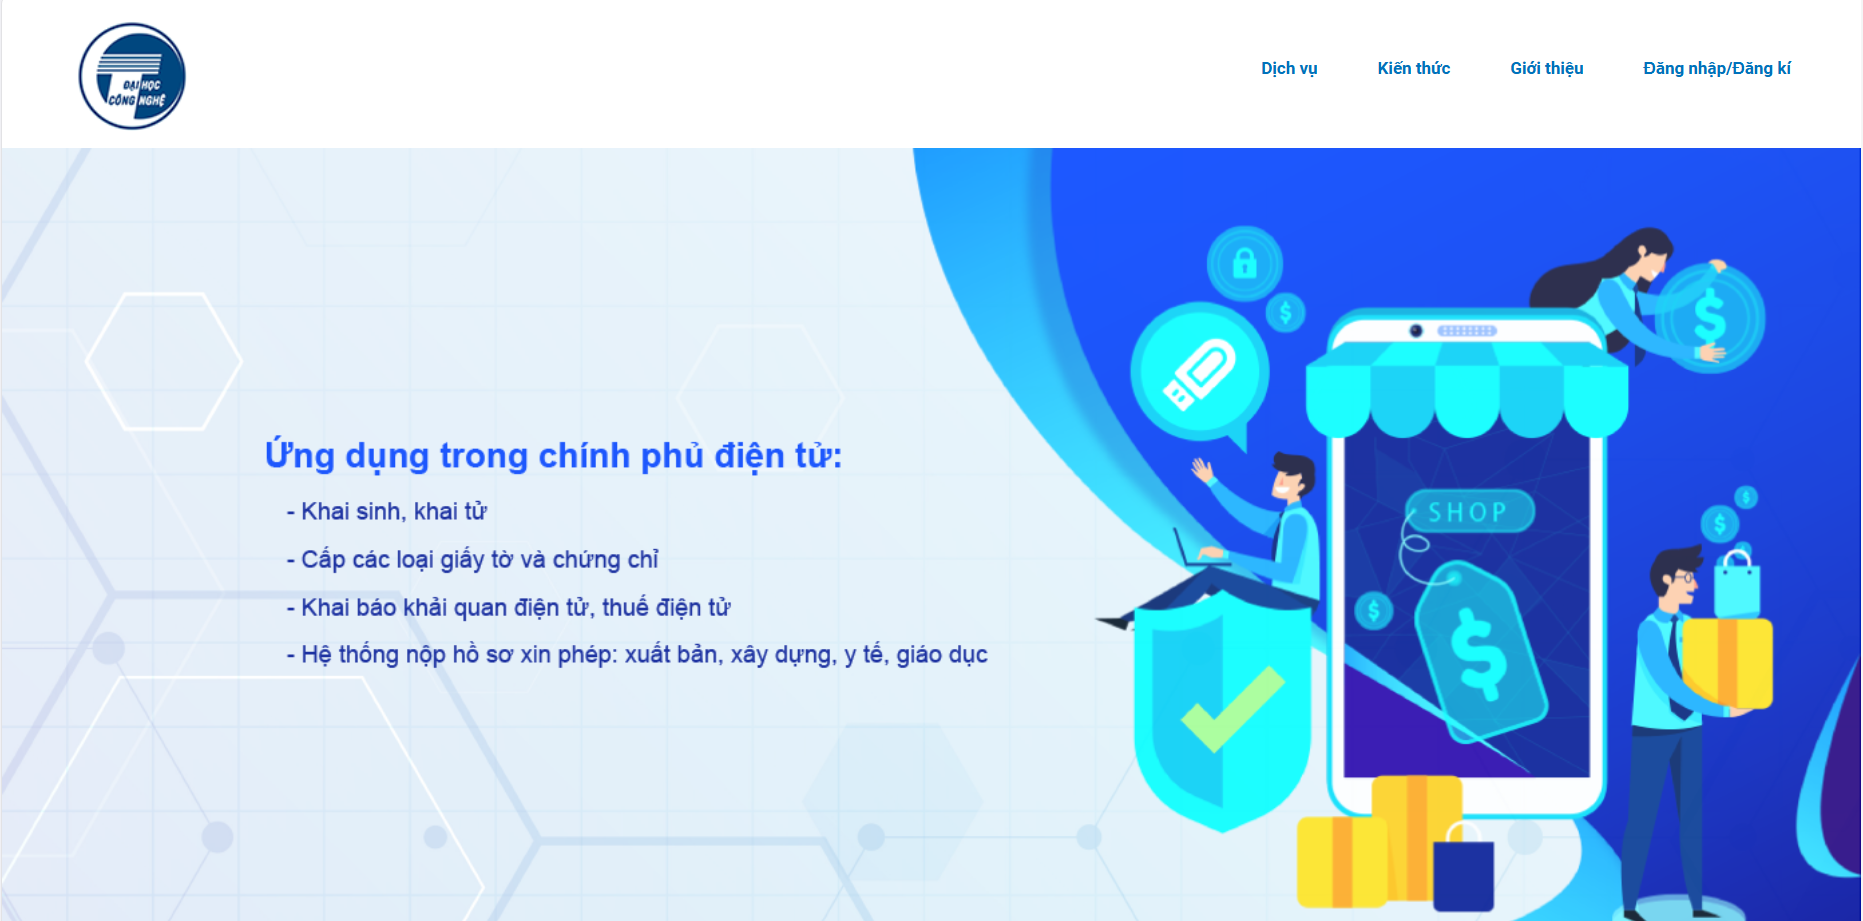 ĐẠI HỌC
CÔNG NGHỆ
Dịch vụ
Kiến thức
Giới thiệu
Đăng nhập/Đăng kí
Ứng dụng trong chính phủ điện tử:
- Khai sinh, khai tử
- Cấp các loại giấy tờ và chứng chỉ
- Khai báo khải quan điện tử, thuế điện tử
- Hệ thống nộp hồ sơ xin phép: xuất bản, xây dựng, y tế, giáo dục
SHOP